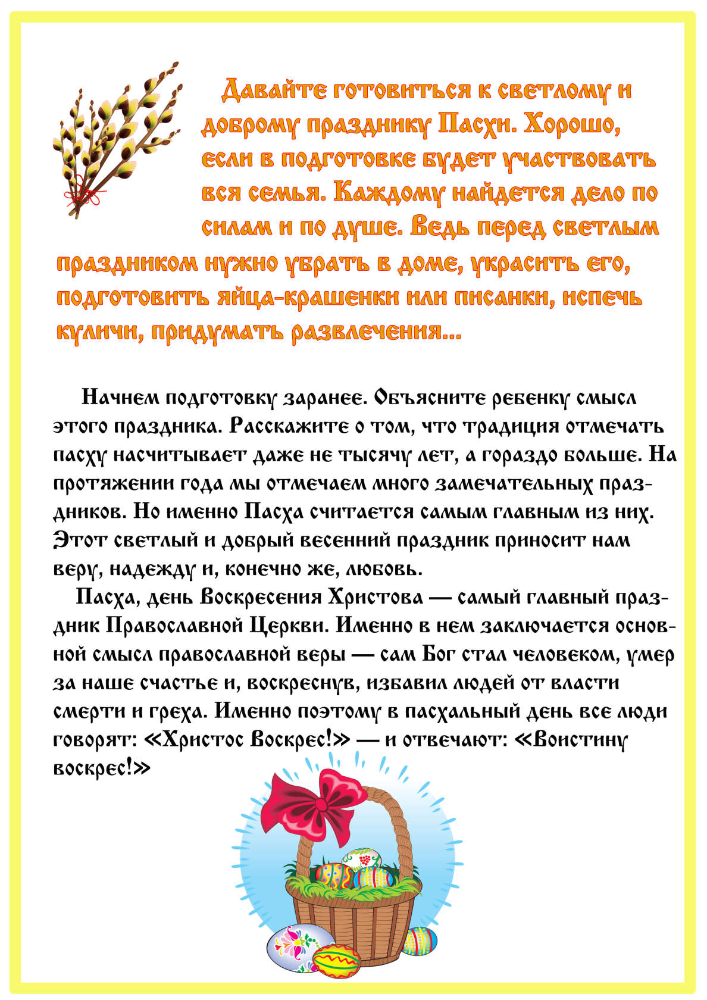 Давайте готовиться к светлому и
доброму празднику Пасхи. Хорошо,
если в подготовке будет участвовать
вся семья. Каждому найдется дело по
силам и по душе. Ведь перед светлым
праздником нужно убрать в доме, украсить его,
подготовить яйца-крашенки или писанки, испечь
куличи, придумать развлечения...
Начнем подготовку заранее. Объясните ребенку смысл
этого праздника. Расскажите о том, что традиция отмечать
пасху насчитывает даже не тысячу лет, а гораздо больше. На
протяжении года мы отмечаем много замечательных праз-
дников. Но именно Пасха считается самым главным из них.
Этот светлый и добрый весенний праздник приносит нам
веру, надежду и, конечно же, любовь.
Пасха, день Воскресения Христова — самый главный праз-
дник Православной Церкви. Именно в нем заключается основ-
ной смысл православной веры — сам Бог стал человеком, умер
за наше счастье и, воскреснув, избавил людей от власти
смерти и греха. Именно поэтому в пасхальный день все люди
говорят: «Христос Воскрес!» — и отвечают: «Воистину
воскрес!»